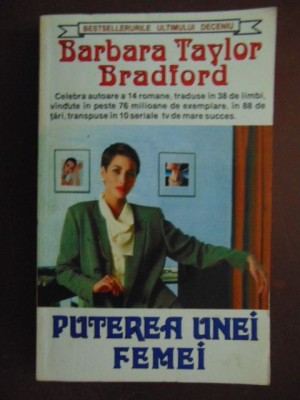 BESTSELLERURILE ULTIMULUI DECENIU
Barbara Taylor
Bradford
Celebra autoare a 14 romane, traduse în 38 de limbi,
vîndute în peste 76 milioane de exemplare, în 88 de
țări, transpuse în 10 seriale tv de mare succes.
PUTEREA UNEI
FEMEI